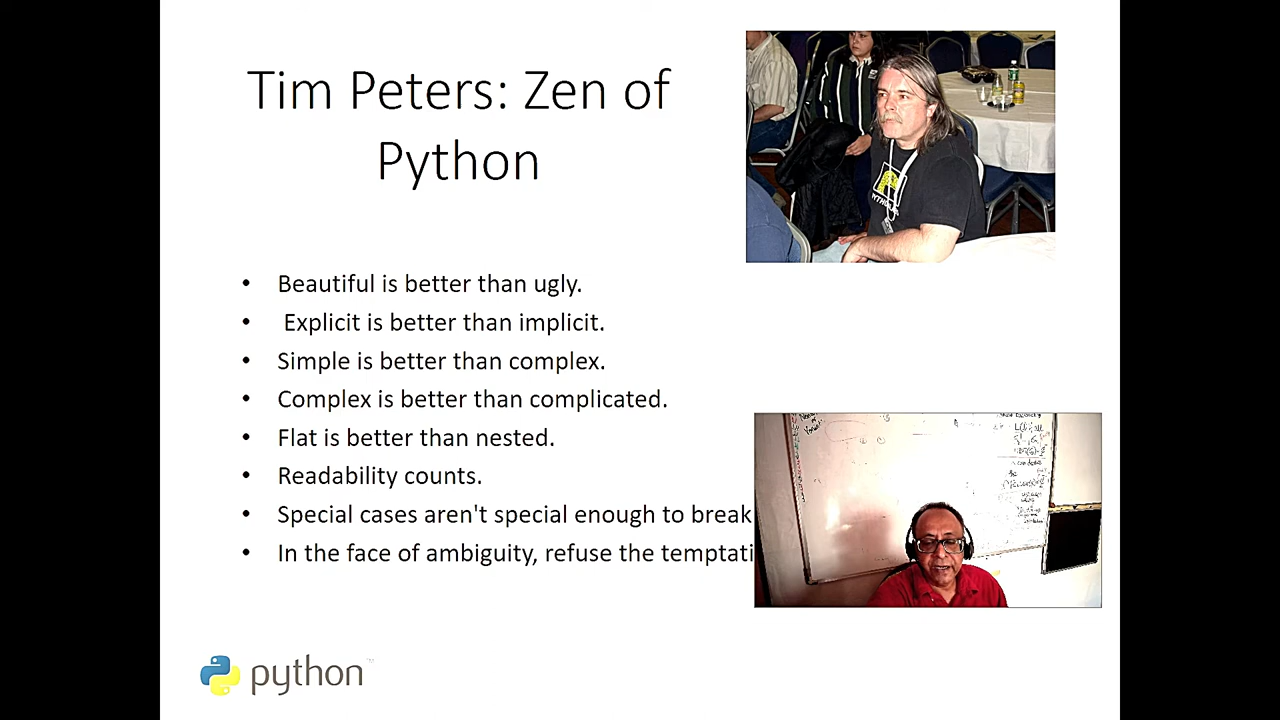 Tim Peters: Zen of
Python
• Beautiful is better than ugly.
• Explicit is better than implicit.
• Simple is better than complex.
• Complex is better than complicated.
• Flat is better than nested.
• Readability counts.
• Special cases aren't special enough to break
• In the face of ambiguity, refuse the temptati
python